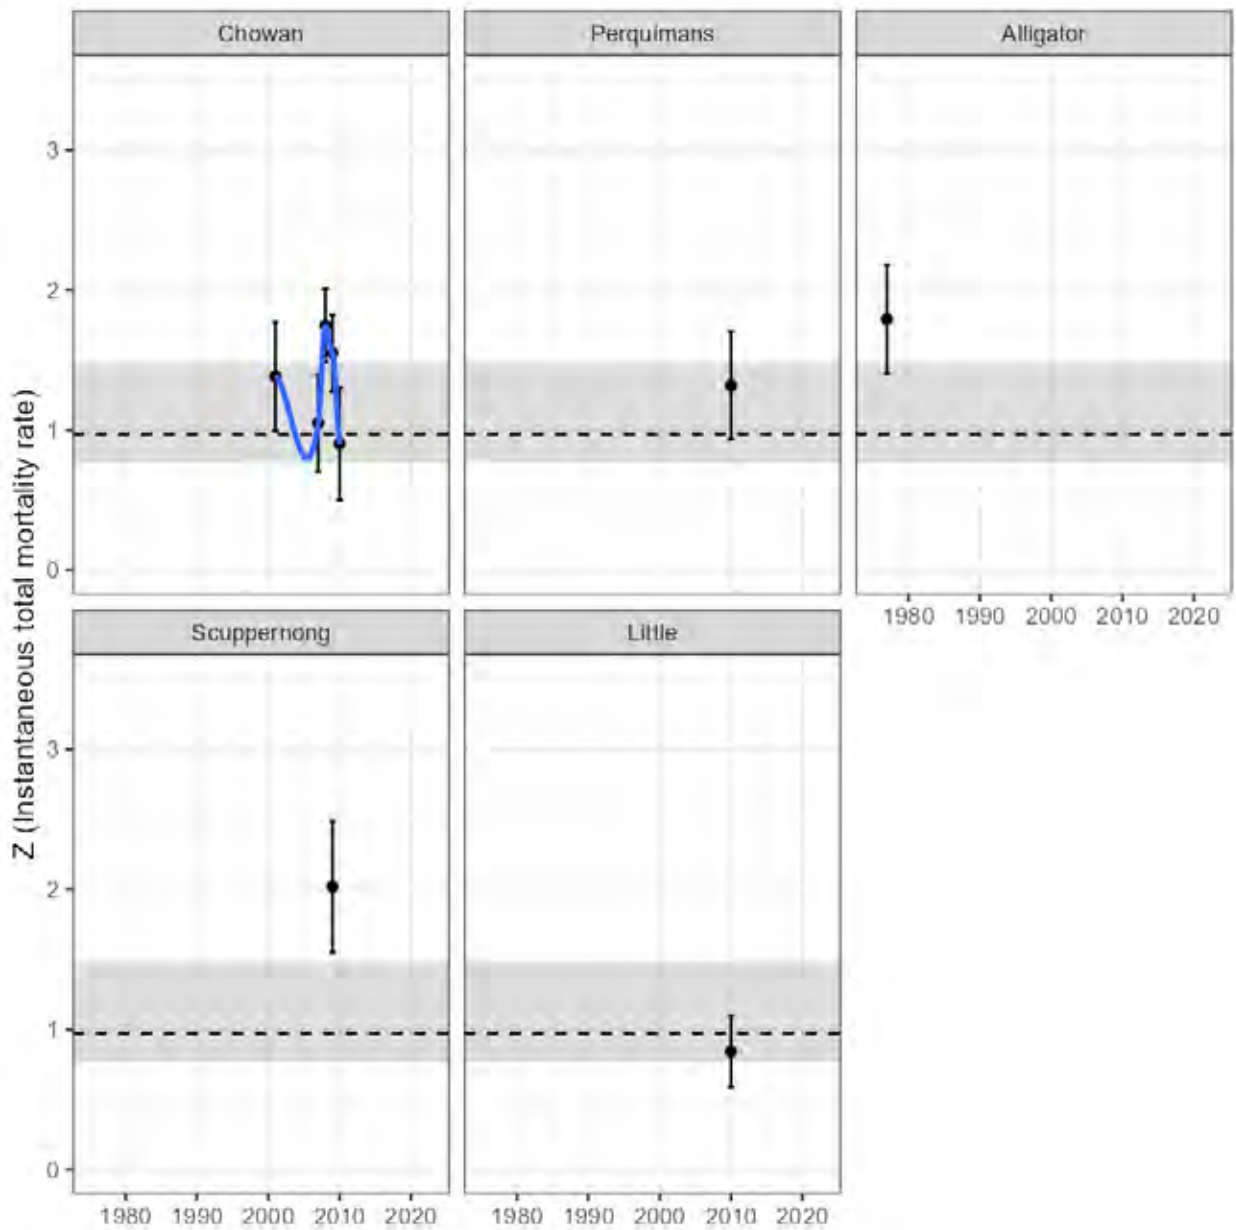 Chowan
Perquimans
Alligator
Z (Instantaneous total mortality rate)
3
2
1
0
1980 1990 2000 2010 2020
Scuppernong
Little
3
2
1
0
1980 1990 2000 2010 2020
1980 1990 2000 2010 2020